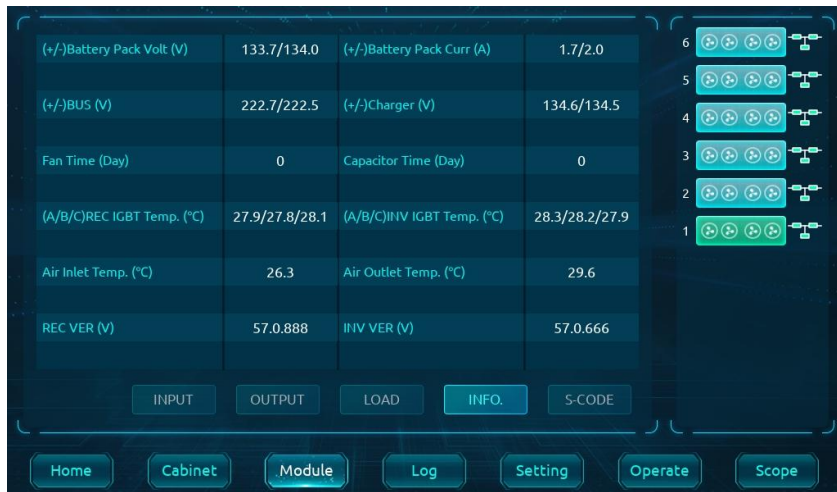 (+/-)Battery Pack Volt (V) 133.7/134.0 (+/-)Battery Pack Curr (A) 1.7/2.0
(+/-)BUS (V) 222.7/222.5 (+/-)Charger (V) 134.6/134.5
Fan Time (Day) 0 Capacitor Time (Day) 0
(A/B/C)REC IGBT Temp. (°C) 27.9/27.8/28.1 (A/B/C)INV IGBT Temp. (°C) 28.3/28.2/27.9
Air Inlet Temp. (°C) 26.3 Air Outlet Temp. (°C) 29.6
REC VER (V) 57.0.888 INV VER (V) 57.0.666
INPUT OUTPUT LOAD INFO. S-CODE
6
5
4
3
2
1
Home Cabinet Module Log Setting Operate Scope